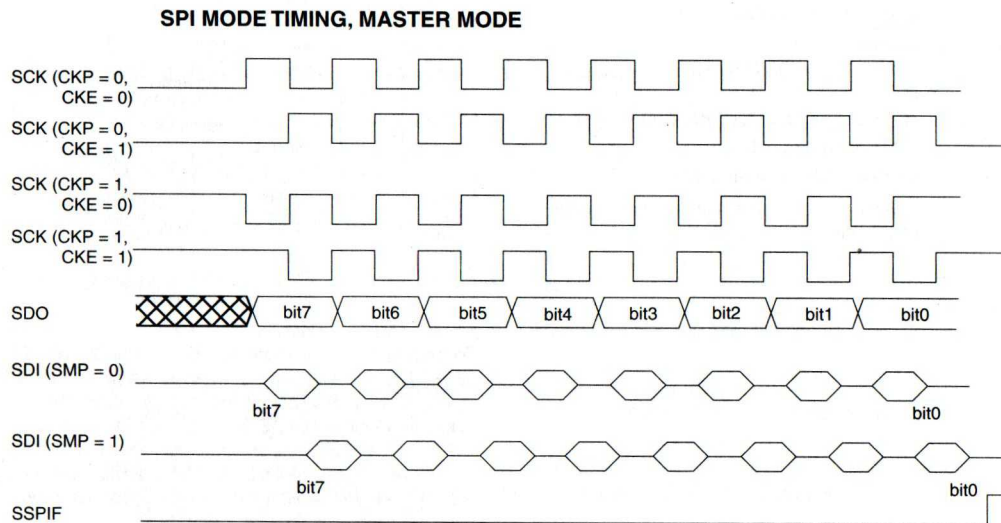 SPI MODE TIMING, MASTER MODE
SCK (CKP = 0,
CKE = 0)
SCK (CKP = 0,
CKE = 1)
SCK (CKP = 1,
CKE = 0)
SCK (CKP = 1,
CKE = 1)
SDO bit7 bit6 bit5 bit4 bit3 bit2 bit1 bit0
SDI (SMP = 0)
bit7 bit0
SDI (SMP = 1)
bit7 bit0
SSPIF